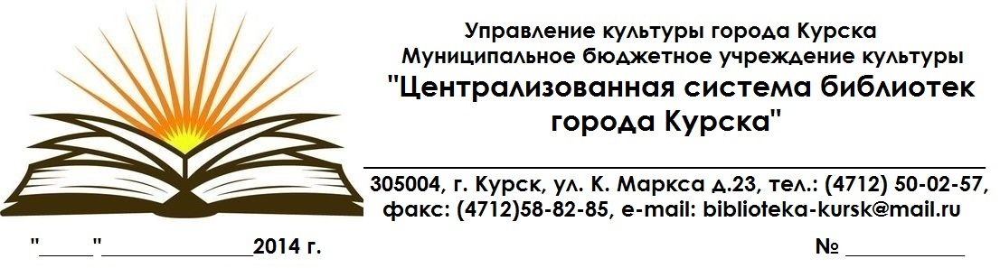 Управление культуры города Курска
Муниципальное бюджетное учреждение культуры
"Централизованная система библиотек
города Курска"
305004, г. Курск, ул. К. Маркса д.23, тел.: (4712) 50-02-57,
факс: (4712)58-82-85, e-mail: biblioteka-kursk@mail.ru
"_____"______________2014 г. № ___________